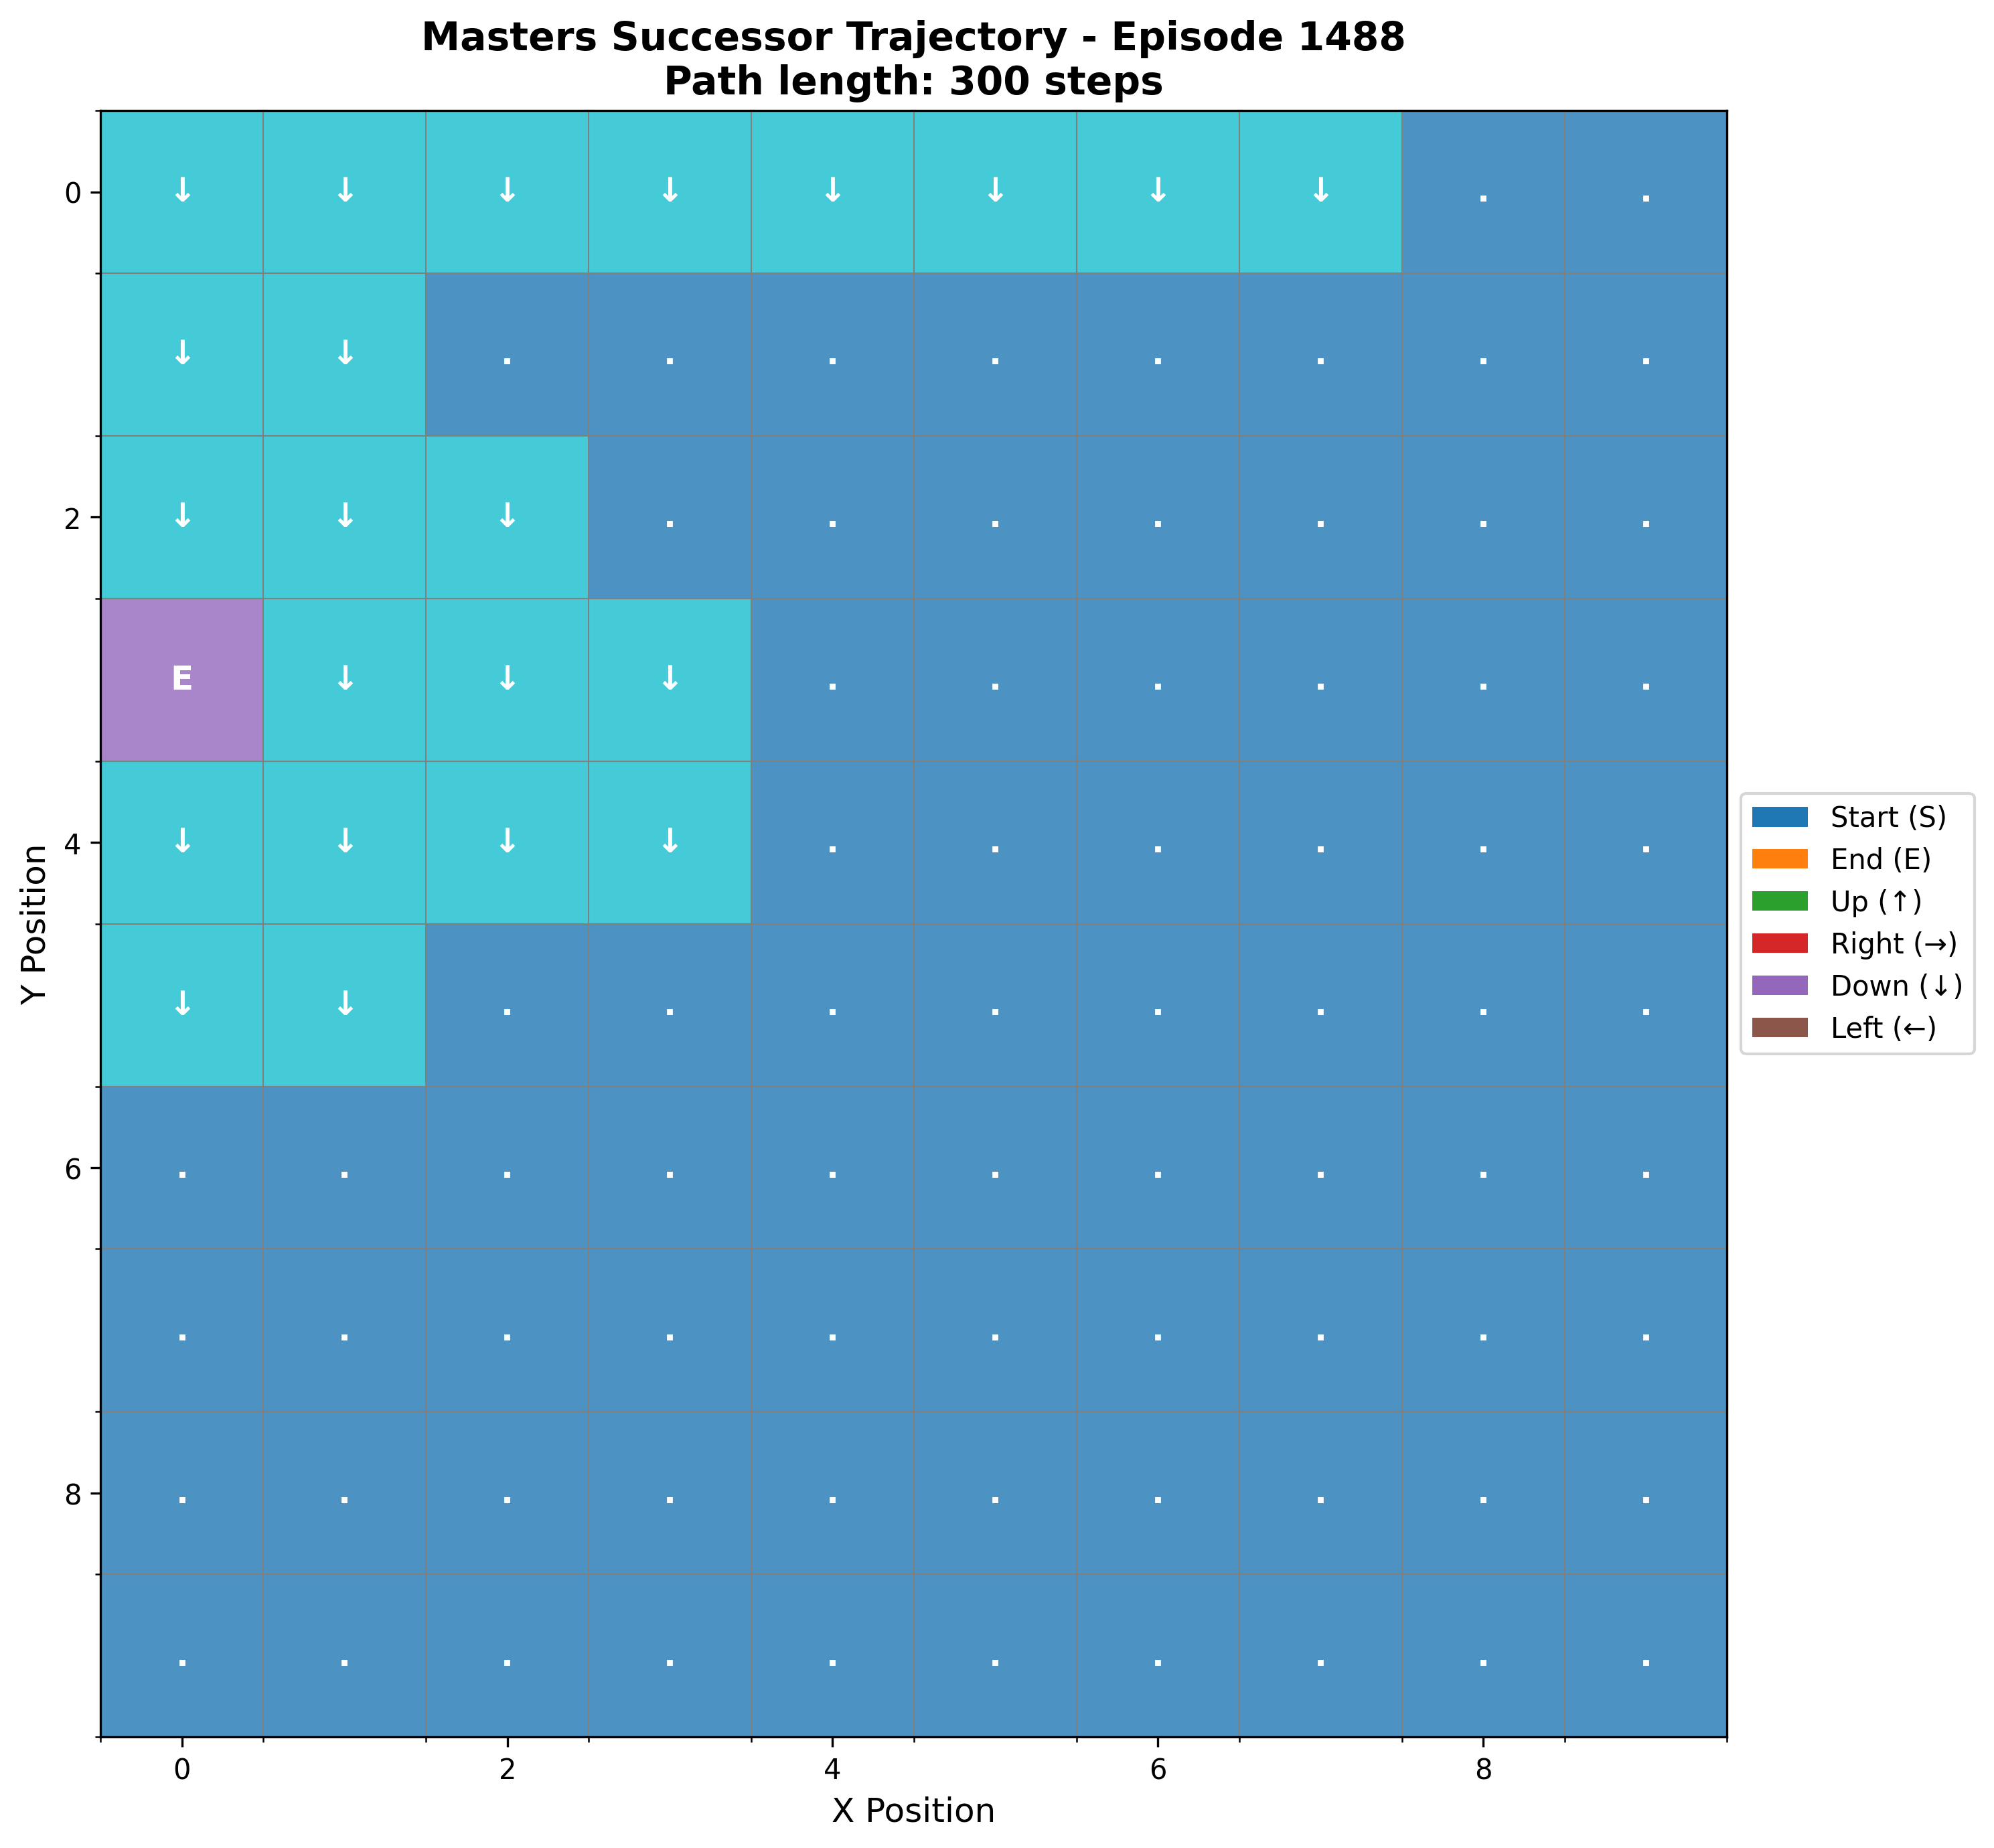 Masters Successor Trajectory - Episode 1488
Path length: 300 steps
0 ↓ ↓ ↓ ↓ ↓ ↓ ↓ ↓ . .
↓ ↓ . . . . . . . .
2 ↓ ↓ ↓ . . . . . . .
E ↓ ↓ ↓ . . . . . .
4 ↓ ↓ ↓ ↓ . . . . . .
↓ ↓ . . . . . . . .
6 . . . . . . . . . .
. . . . . . . . . .
8 . . . . . . . . . .
. . . . . . . . . .
0 2 4 6 8
X Position
Y Position
Start (S)
End (E)
Up (↑)
Right (→)
Down (↓)
Left (←)